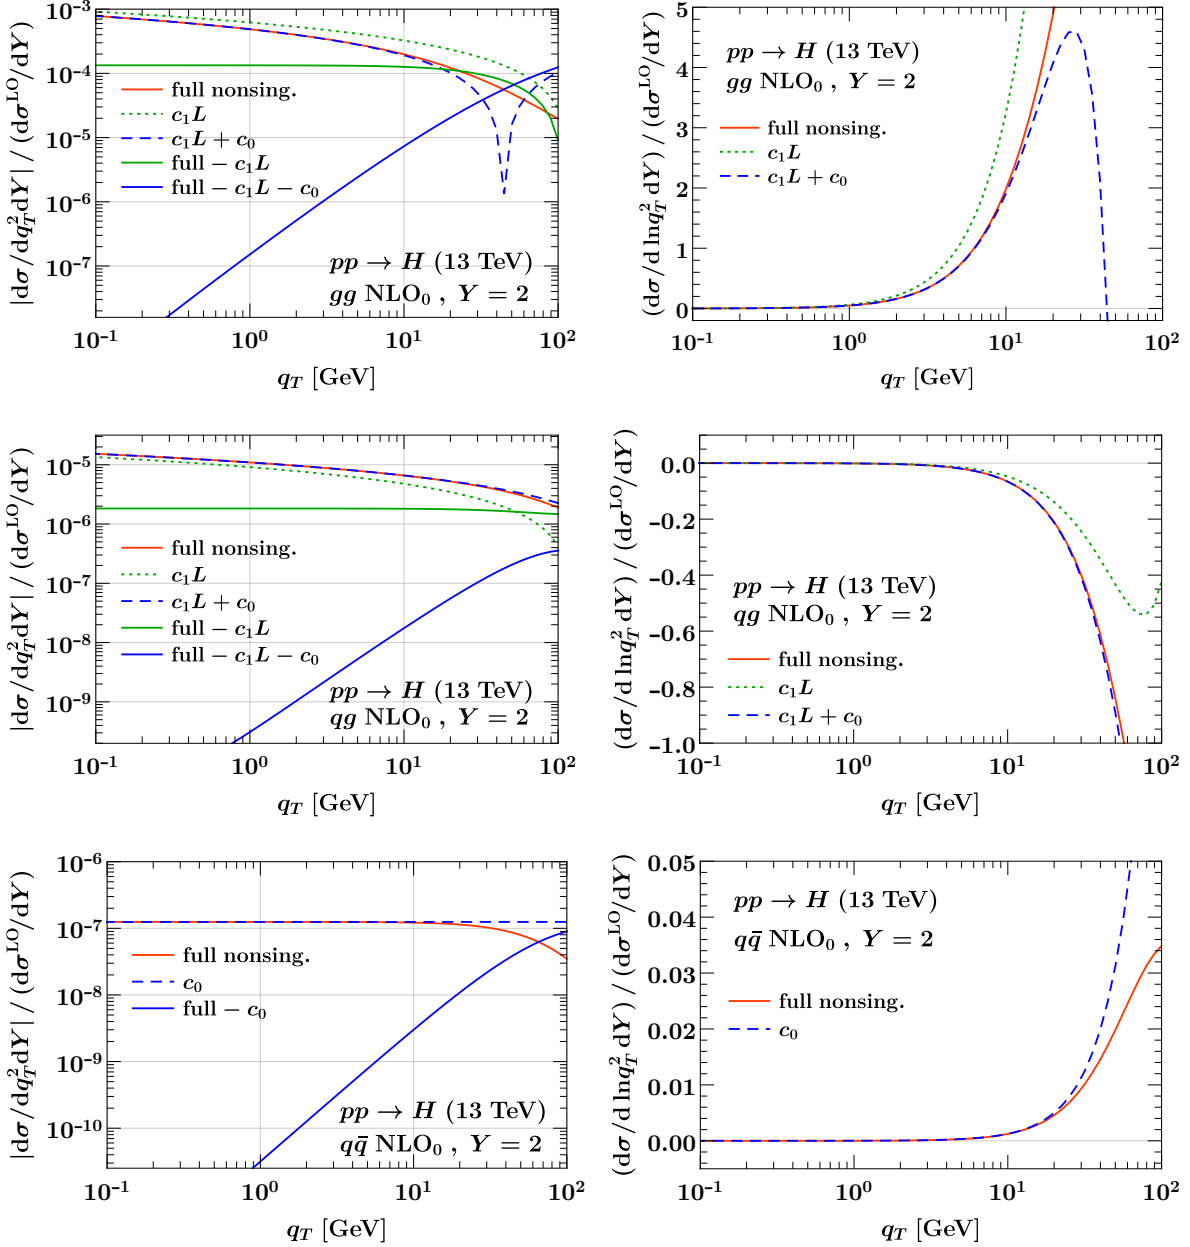 |dσ/dq_T^2 dY| / (dσ^LO/dY)
10^−3
10^−4
10^−5
10^−6
10^−7
full nonsing.
c_1L
c_1L + c_0
full − c_1L
full − c_1L − c_0
pp → H (13 TeV)
gg NLO_0 , Y = 2
10^−1 10^0 10^1 10^2
q_T [GeV]
(dσ/d lnq_T^2 dY) / (dσ^LO/dY)
5
4
3
2
1
0
pp → H (13 TeV)
gg NLO_0 , Y = 2
full nonsing.
c_1L
c_1L + c_0
10^−1 10^0 10^1 10^2
q_T [GeV]
|dσ/dq_T^2 dY| / (dσ^LO/dY)
10^−5
10^−6
10^−7
10^−8
10^−9
full nonsing.
c_1L
c_1L + c_0
full − c_1L
full − c_1L − c_0
pp → H (13 TeV)
qg NLO_0 , Y = 2
10^−1 10^0 10^1 10^2
q_T [GeV]
(dσ/d lnq_T^2 dY) / (dσ^LO/dY)
0.0
−0.2
−0.4
−0.6
−0.8
−1.0
pp → H (13 TeV)
qg NLO_0 , Y = 2
full nonsing.
c_1L
c_1L + c_0
10^−1 10^0 10^1 10^2
q_T [GeV]
|dσ/dq_T^2 dY| / (dσ^LO/dY)
10^−6
10^−7
10^−8
10^−9
10^−10
full nonsing.
c_0
full − c_0
pp → H (13 TeV)
qq̄ NLO_0 , Y = 2
10^−1 10^0 10^1 10^2
q_T [GeV]
(dσ/d lnq_T^2 dY) / (dσ^LO/dY)
0.05
0.04
0.03
0.02
0.01
0.00
pp → H (13 TeV)
qq̄ NLO_0 , Y = 2
full nonsing.
c_0
10^−1 10^0 10^1 10^2
q_T [GeV]